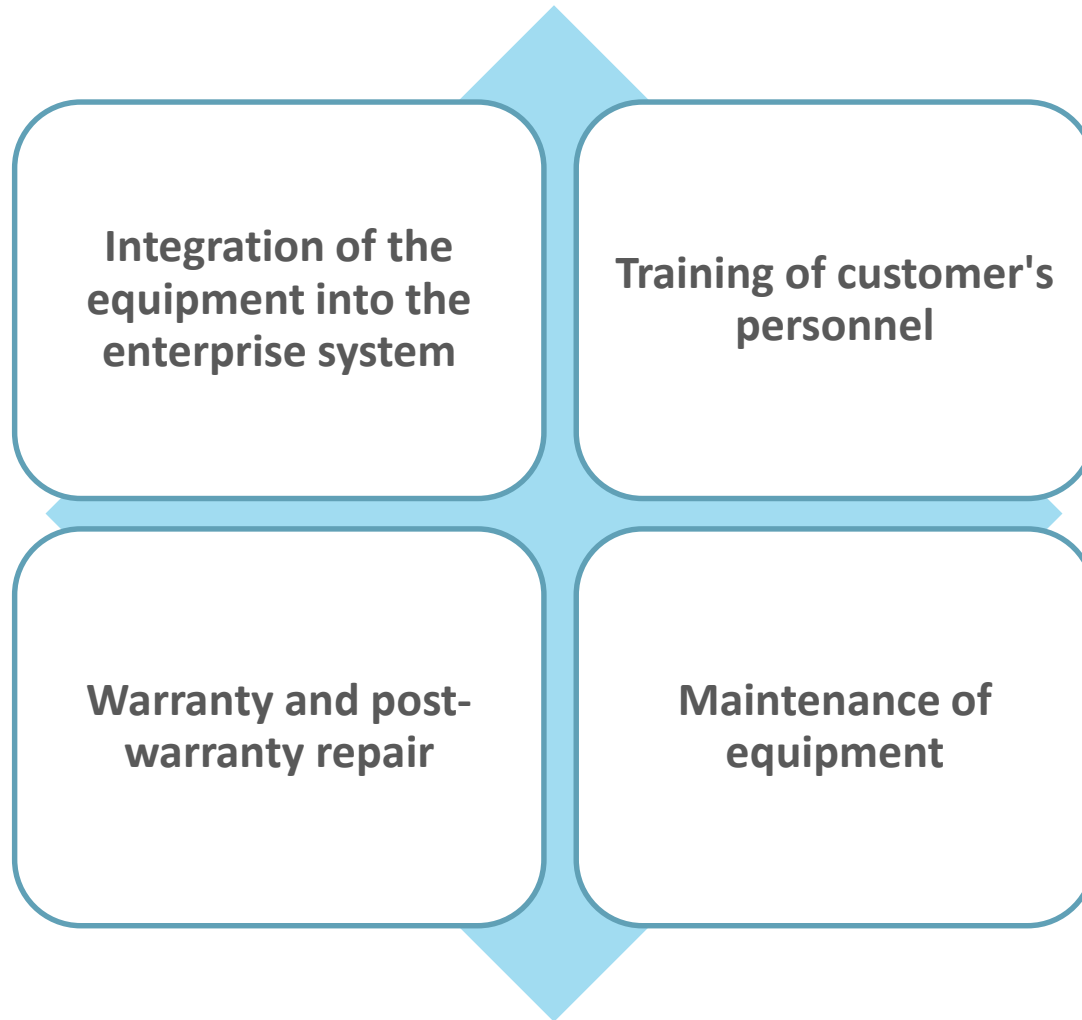 Integration of the
equipment into the
enterprise system
Training of customer's
personnel
Warranty and post-
warranty repair
Maintenance of
equipment